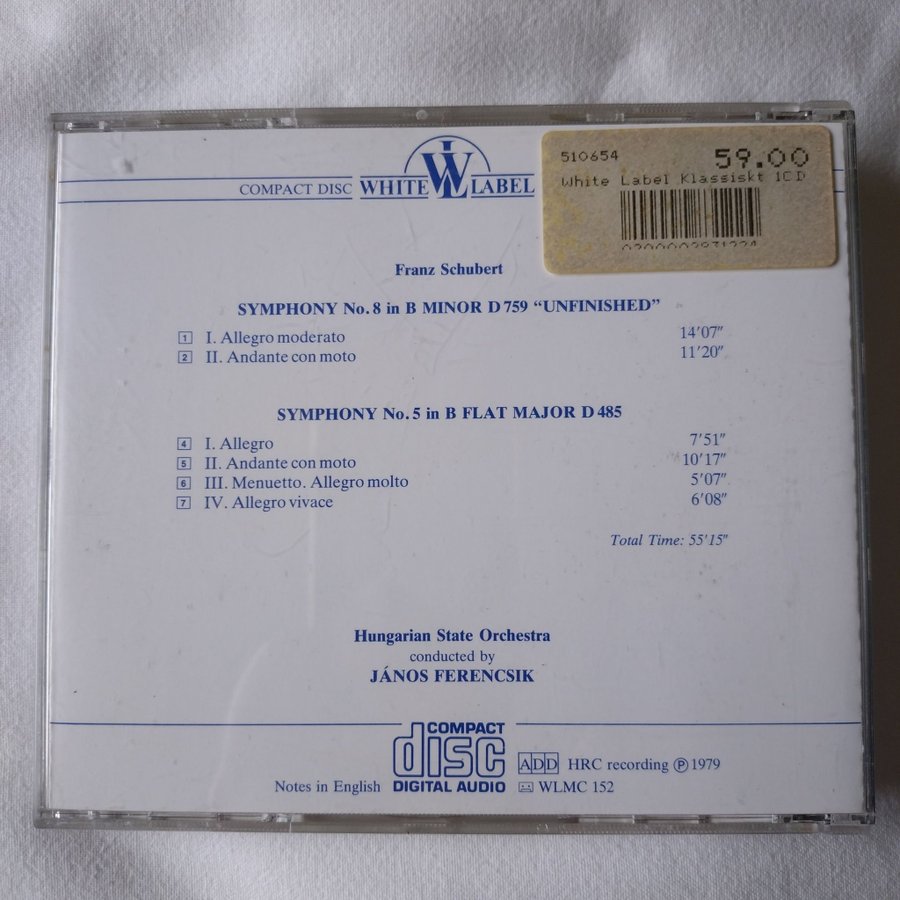 510654 59.00
White Label Klassiskt 1CD
COMPACT DISC WHITE WL LABEL
Franz Schubert
SYMPHONY No. 8 in B MINOR D 759 “UNFINISHED”
1 I. Allegro moderato 14′07″
2 II. Andante con moto 11′20″
SYMPHONY No. 5 in B FLAT MAJOR D 485
4 I. Allegro 7′51″
5 II. Andante con moto 10′17″
6 III. Menuetto. Allegro molto 5′07″
7 IV. Allegro vivace 6′08″
Total Time: 55′15″
Hungarian State Orchestra
conducted by
JÁNOS FERENCSIK
COMPACT
disc
DIGITAL AUDIO
ADD HRC recording ℗ 1979
Notes in English
WLMC 152